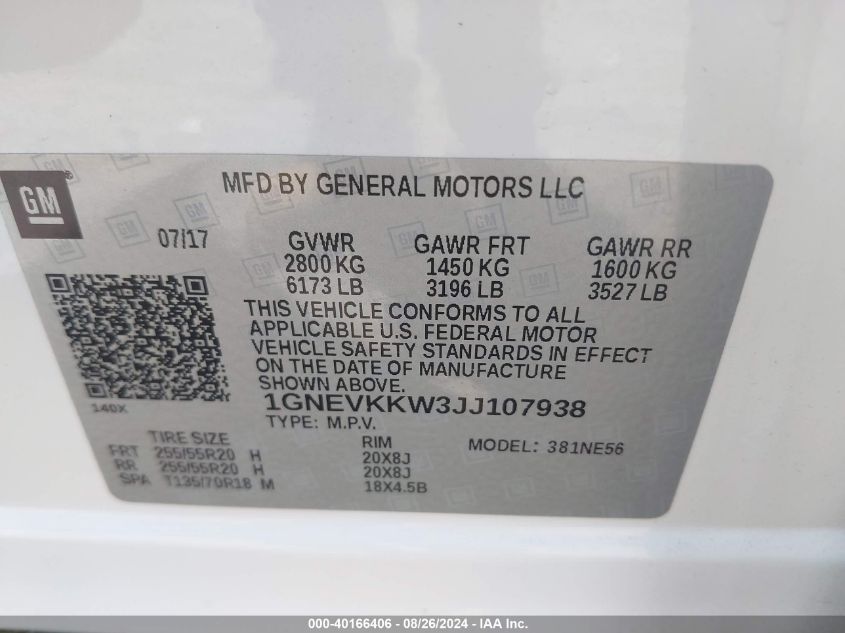 GM
MFD BY GENERAL MOTORS LLC
07/17
GVWR GAWR FRT GAWR RR
2800 KG 1450 KG 1600 KG
6173 LB 3196 LB 3527 LB
THIS VEHICLE CONFORMS TO ALL
APPLICABLE U.S. FEDERAL MOTOR
VEHICLE SAFETY STANDARDS IN EFFECT
ON THE DATE OF MANUFACTURE
SHOWN ABOVE.
140X
1GNEVKKW3JJ107938
TYPE: M.P.V.
TIRE SIZE RIM MODEL: 381NE56
FRT 255/55R20 H 20X8J
RR 255/55R20 H 20X8J
SPA T135/70R18 M 18X4.5B
000-40166406 - 08/26/2024 - IAA Inc.